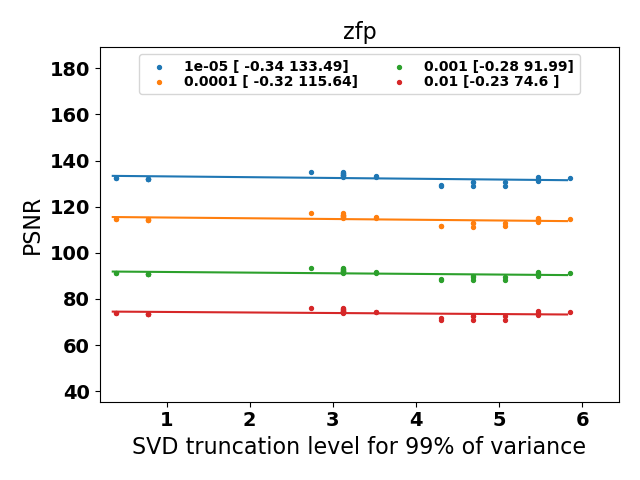 zfp
1e-05 [ -0.34 133.49]
0.0001 [ -0.32 115.64]
0.001 [-0.28 91.99]
0.01 [-0.23 74.6 ]
PSNR
180
160
140
120
100
80
60
40
1 2 3 4 5 6
SVD truncation level for 99% of variance